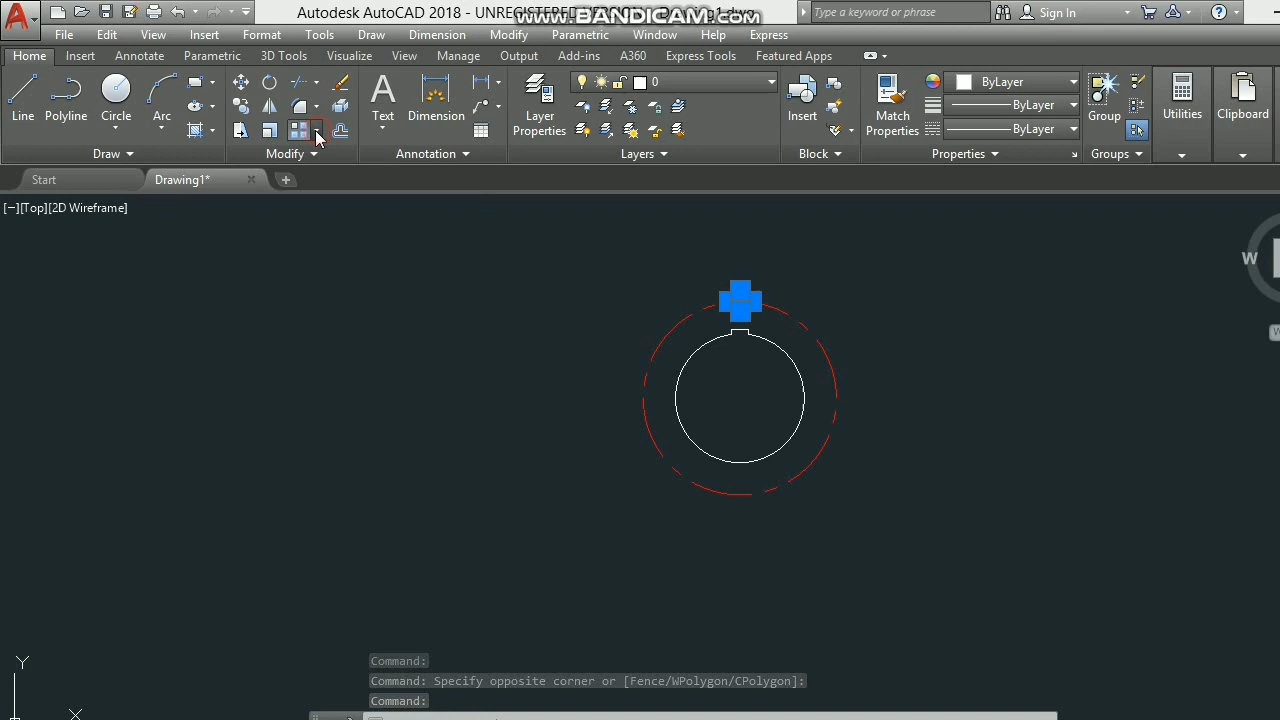 Autodesk AutoCAD 2018 - UNREGISTERED
www.BANDICAM.com
Type a keyword or phrase
Sign In
File Edit View Insert Format Tools Draw Dimension Modify Parametric Window Help Express
Home Insert Annotate Parametric 3D Tools Visualize View Manage Output Add-ins A360 Express Tools Featured Apps
0
ByLayer
ByLayer
ByLayer
Line Polyline Circle Arc
Text Dimension
Layer Properties
Insert
Match Properties
Group
Utilities
Clipboard
Draw Modify Annotation Layers Block Properties Groups
Start Drawing1*
[−][Top][2D Wireframe]
W
Y
X
Command:
Command: Specify opposite corner or [Fence/WPolygon/CPolygon]:
Command: